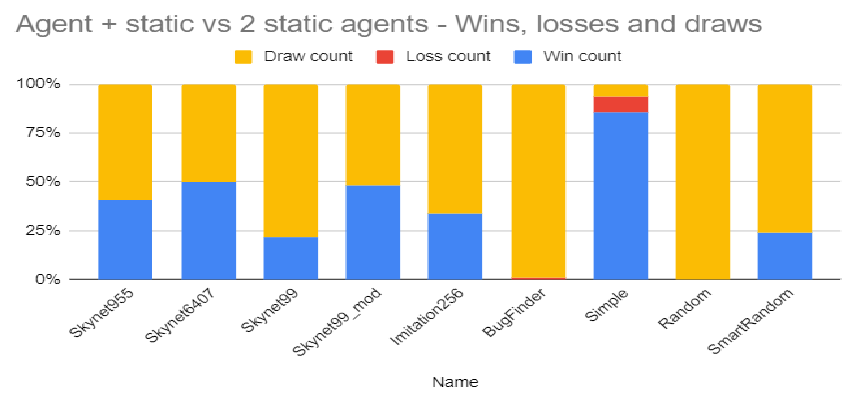 Agent + static vs 2 static agents - Wins, losses and draws
Draw count Loss count Win count
100%
75%
50%
25%
0%
Skynet955 Skynet6407 Skynet99 Skynet99_mod Imitation256 BugFinder Simple Random SmartRandom
Name